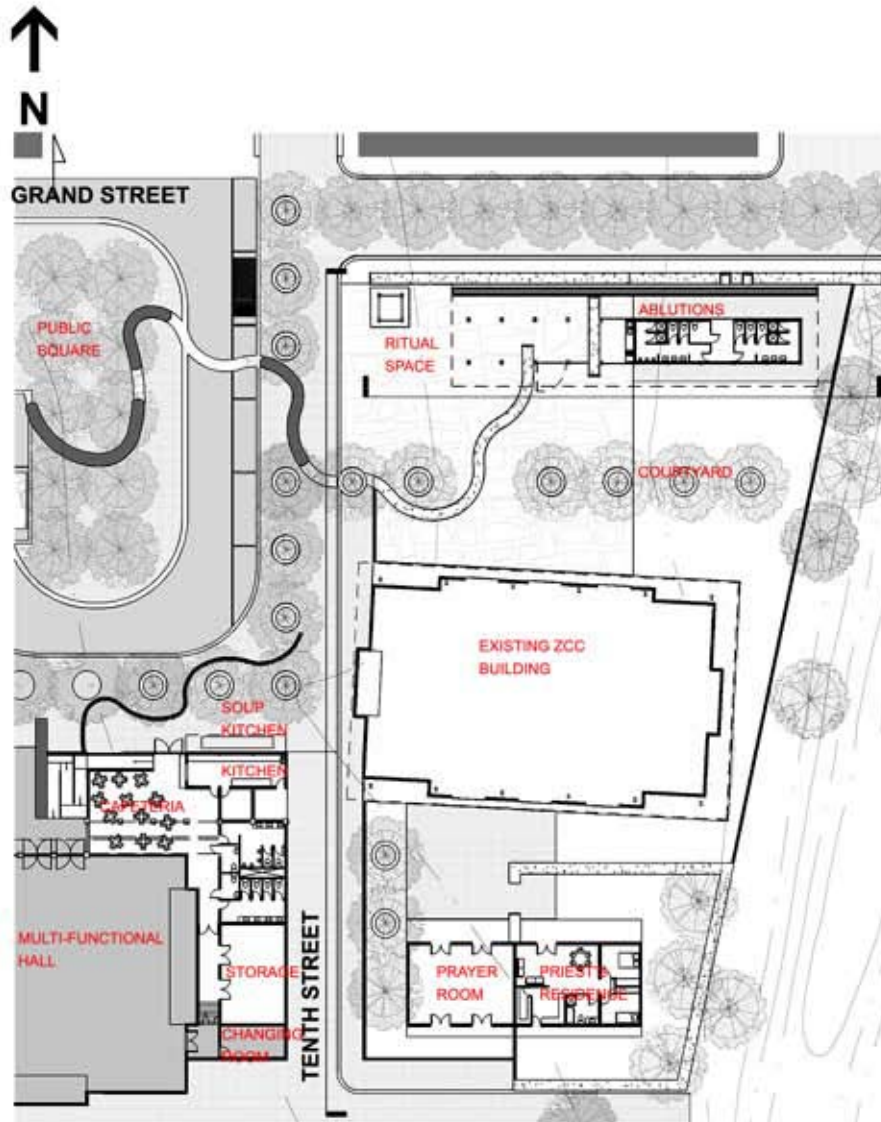 N
GRAND STREET
PUBLIC
SQUARE
RITUAL
SPACE
ABLUTIONS
COURTYARD
EXISTING ZCC
BUILDING
SOUP
KITCHEN
KITCHEN
CAFETERIA
MULTI-FUNCTIONAL
HALL
STORAGE
CHANGING
ROOM
TENTH STREET
PRAYER
ROOM
PRIEST'S
RESIDENCE